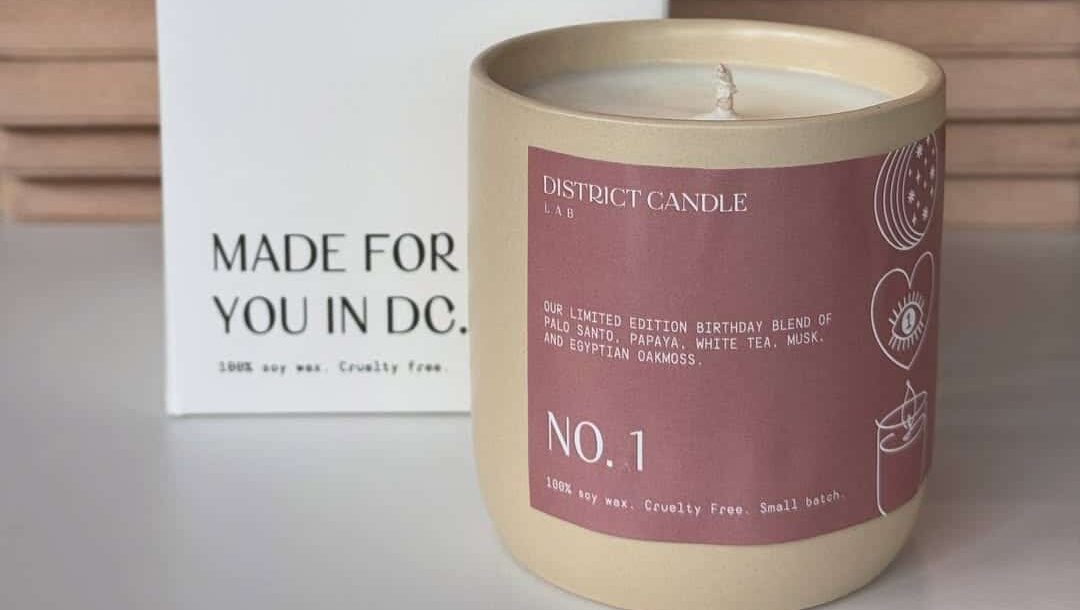 MADE FOR
YOU IN DC.
100% soy wax. Cruelty free.
DISTRICT CANDLE
LAB
OUR LIMITED EDITION BIRTHDAY BLEND OF
PALO SANTO, PAPAYA, WHITE TEA, MUSK,
AND EGYPTIAN OAKMOSS.
NO. 1
100% soy wax. Cruelty Free. Small batch.
1